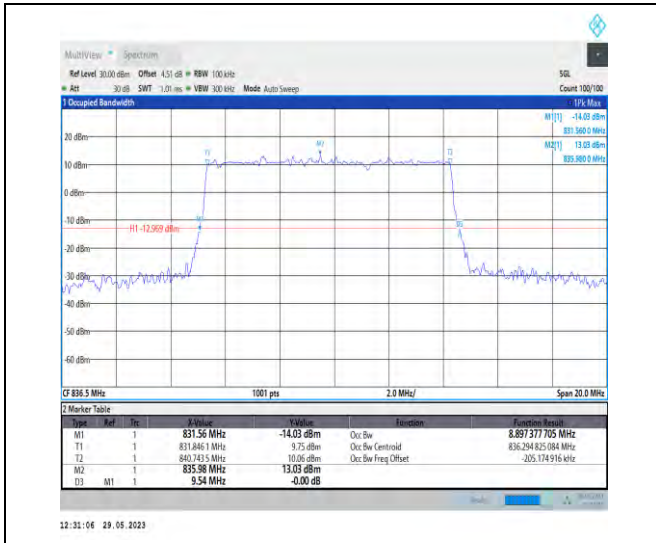 MultiView Spectrum
Ref Level 30.00 dBm Offset 4.51 dB RBW 100 kHz SGL
Att 30 dB SWT 1.01 ms VBW 300 kHz Mode Auto Sweep Count 100/100
1 Occupied Bandwidth 1Pk Max
M1[1] -14.03 dBm
831.560 0 MHz
M2[1] 13.03 dBm
835.980 0 MHz
20 dBm
M2
T1
T2
10 dBm
0 dBm
-10 dBm
M1
H1 -12.969 dBm
-20 dBm
-30 dBm
-40 dBm
-50 dBm
-60 dBm
CF 836.5 MHz 1001 pts 2.0 MHz/ Span 20.0 MHz
2 Marker Table
Type Ref Trc X-Value Y-Value Function Function Result
M1 1 831.56 MHz -14.03 dBm Occ Bw 8.897 377 705 MHz
T1 1 831.846 1 MHz 9.75 dBm Occ Bw Centroid 836.294 825 084 MHz
T2 1 840.743 5 MHz 10.06 dBm Occ Bw Freq Offset -205.174 916 kHz
M2 1 835.98 MHz 13.03 dBm
D3 M1 1 9.54 MHz -0.00 dB
12:31:06 29.05.2023